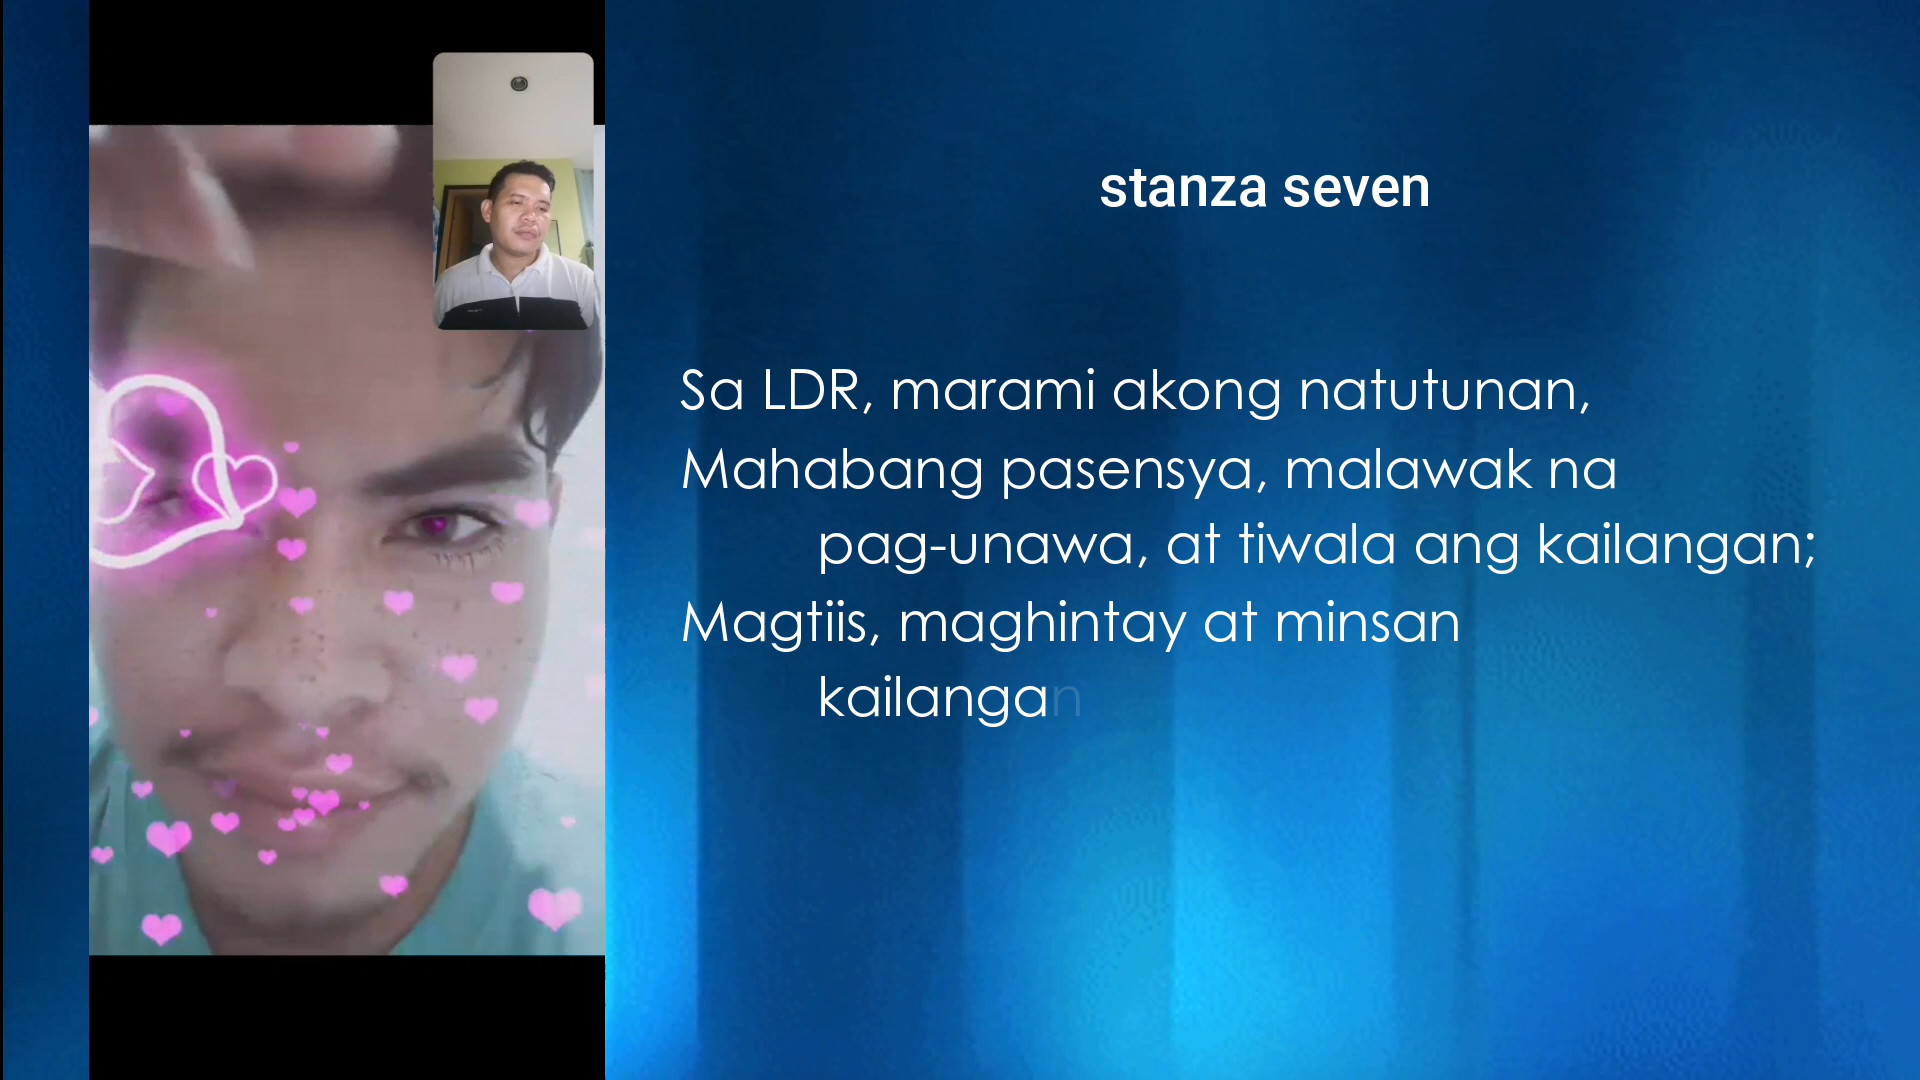 stanza seven
Sa LDR, marami akong natutunan,
Mahabang pasensya, malawak na
pag-unawa, at tiwala ang kailangan;
Magtiis, maghintay at minsan
kailangan